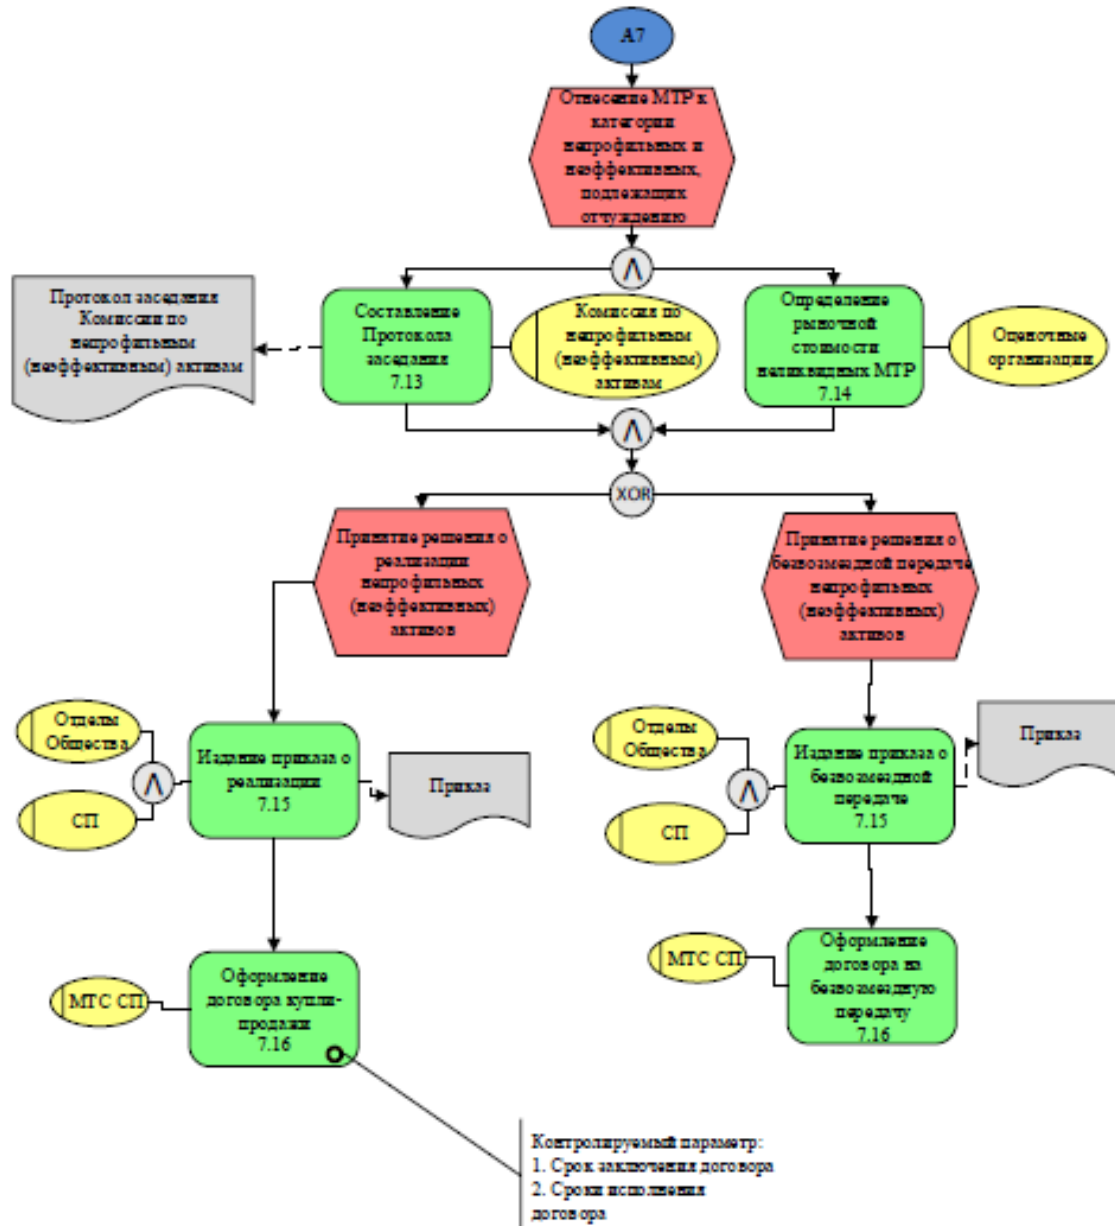 А7
Отнесение МТР к
категории
непрофильных и
неэффективных,
подлежащих
отчуждению
⋀
Протокол заседания
Комиссии по
непрофильным
(неэффективным) активам
Составление
Протокола
заседания
7.13
Комиссия по
непрофильным
(неэффективным)
активам
Определение
рыночной
стоимости
неликвидных МТР
7.14
Оценочные
организации
⋀
XOR
Принятие решения о
реализации
непрофильных
(неэффективных)
активов
Принятие решения о
безвозмездной передаче
непрофильных
(неэффективных)
активов
Отделы
Общества
⋀
СП
Издание приказа о
реализации
7.15
Приказ
Отделы
Общества
⋀
СП
Издание приказа о
безвозмездной
передаче
7.15
Приказ
МТС СП
Оформление
договора купли-
продажи
7.16
МТС СП
Оформление
договора на
безвозмездную
передачу
7.16
Контролируемый параметр:
1. Срок заключения договора
2. Сроки исполнения
договора